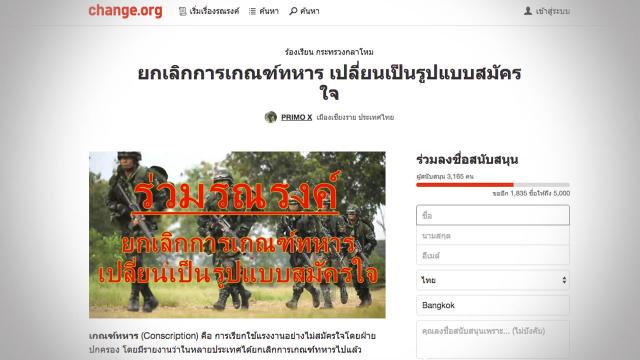 change.org เริ่มเรื่องรณรงค์ ค้นหา ค้นหา เข้าสู่ระบบ
ร้องเรียน กระทรวงกลาโหม
ยกเลิกการเกณฑ์ทหาร เปลี่ยนเป็นรูปแบบสมัคร
ใจ
PRIMO X เมืองเชียงราย ประเทศไทย
ร่วมรณรงค์
ยกเลิกการเกณฑ์ทหาร
เปลี่ยนเป็นรูปแบบสมัครใจ
เกณฑ์ทหาร (Conscription) คือ การเรียกใช้แรงงานอย่างไม่สมัครใจโดยฝ่าย
ปกครอง โดยมีรายงานว่าในหลายประเทศได้ยกเลิกการเกณฑ์ทหารไปแล้ว
ร่วมลงชื่อสนับสนุน
ผู้สนับสนุน 3,165 คน
ขออีก 1,835 ชื่อให้ถึง 5,000
ชื่อ
นามสกุล
อีเมล์
ไทย
Bangkok
คุณลงชื่อสนับสนุนเพราะ... (ไม่บังคับ)